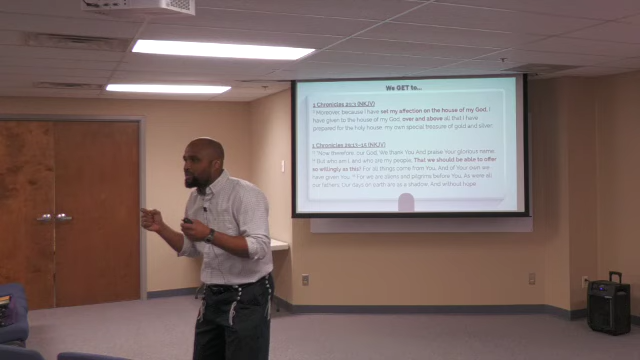 We GET to...
1 Chronicles 29:3 (NKJV)
Moreover, because I have set my affection on the house of my God, I
have given to the house of my God, over and above all that I have
prepared for the holy house, my own special treasure of gold and silver:
1 Chronicles 29:13-15 (NKJV)
"Now therefore, our God, We thank You And praise Your glorious name.
But who am I, and who are my people, That we should be able to offer
so willingly as this? For all things come from You, And of Your own we
have given You. For we are aliens and pilgrims before You, As were all
our fathers; Our days on earth are as a shadow, And without hope.